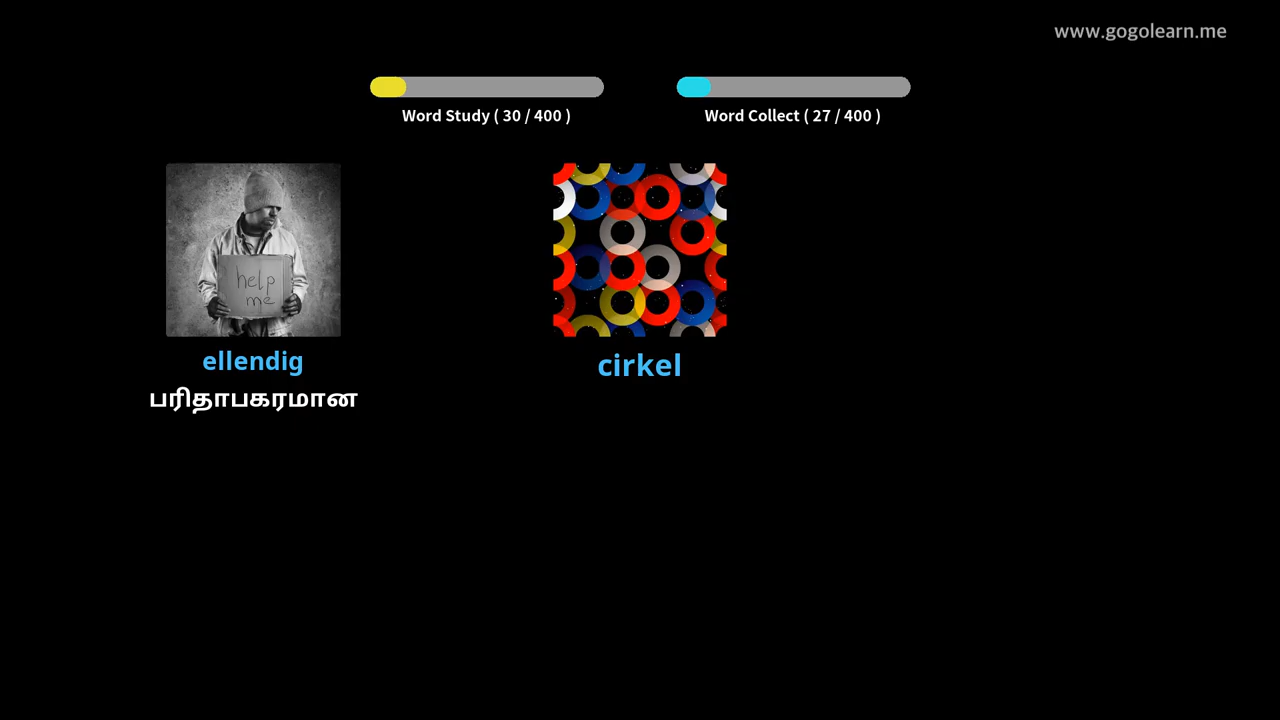 www.gogolearn.me
Word Study ( 30 / 400 )
Word Collect ( 27 / 400 )
help
me
ellendig
cirkel
பரிதாபகரமான